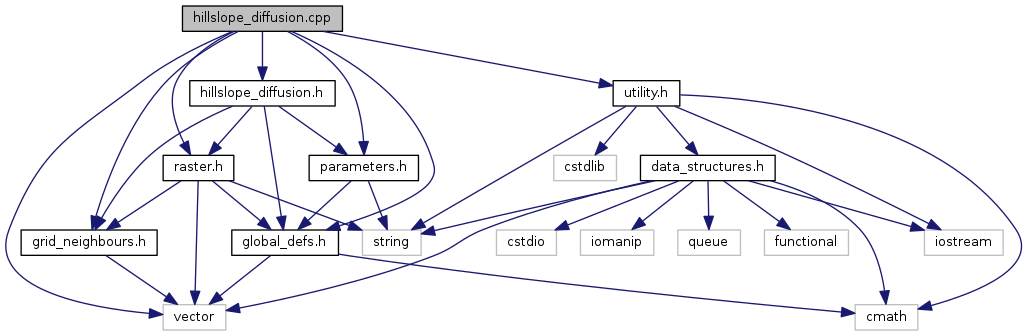 hillslope_diffusion.cpp
hillslope_diffusion.h
utility.h
raster.h
parameters.h
cstdlib
data_structures.h
grid_neighbours.h
global_defs.h
string
cstdio
iomanip
queue
functional
iostream
vector
cmath